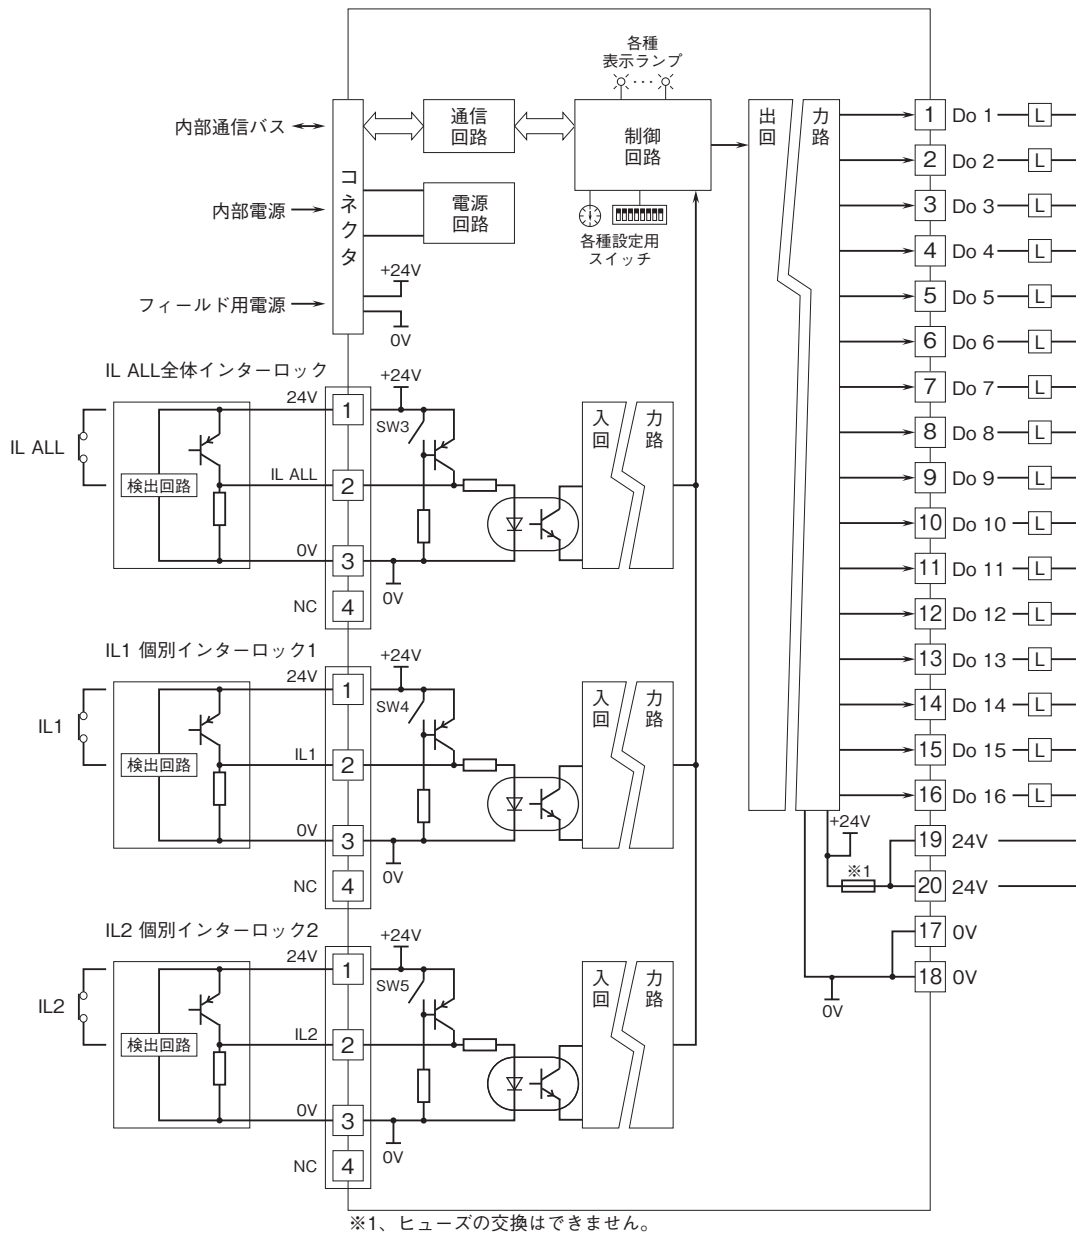 各種
表示ランプ
内部通信バス
コネクタ
通信
回路
制御
回路
内部電源
電源
回路
各種設定用
スイッチ
フィールド用電源
+24V
0V
出力
回路
1 Do 1 L
2 Do 2 L
3 Do 3 L
4 Do 4 L
5 Do 5 L
6 Do 6 L
7 Do 7 L
8 Do 8 L
9 Do 9 L
10 Do 10 L
11 Do 11 L
12 Do 12 L
13 Do 13 L
14 Do 14 L
15 Do 15 L
16 Do 16 L
+24V
※1
19 24V
20 24V
17 0V
18 0V
0V
IL ALL全体インターロック
IL ALL
検出回路
24V
1
IL ALL
2
0V
3
NC
4
+24V
SW3
0V
入力
回路
IL1 個別インターロック1
IL1
検出回路
24V
1
IL1
2
0V
3
NC
4
+24V
SW4
0V
入力
回路
IL2 個別インターロック2
IL2
検出回路
24V
1
IL2
2
0V
3
NC
4
+24V
SW5
0V
入力
回路
※1、ヒューズの交換はできません。